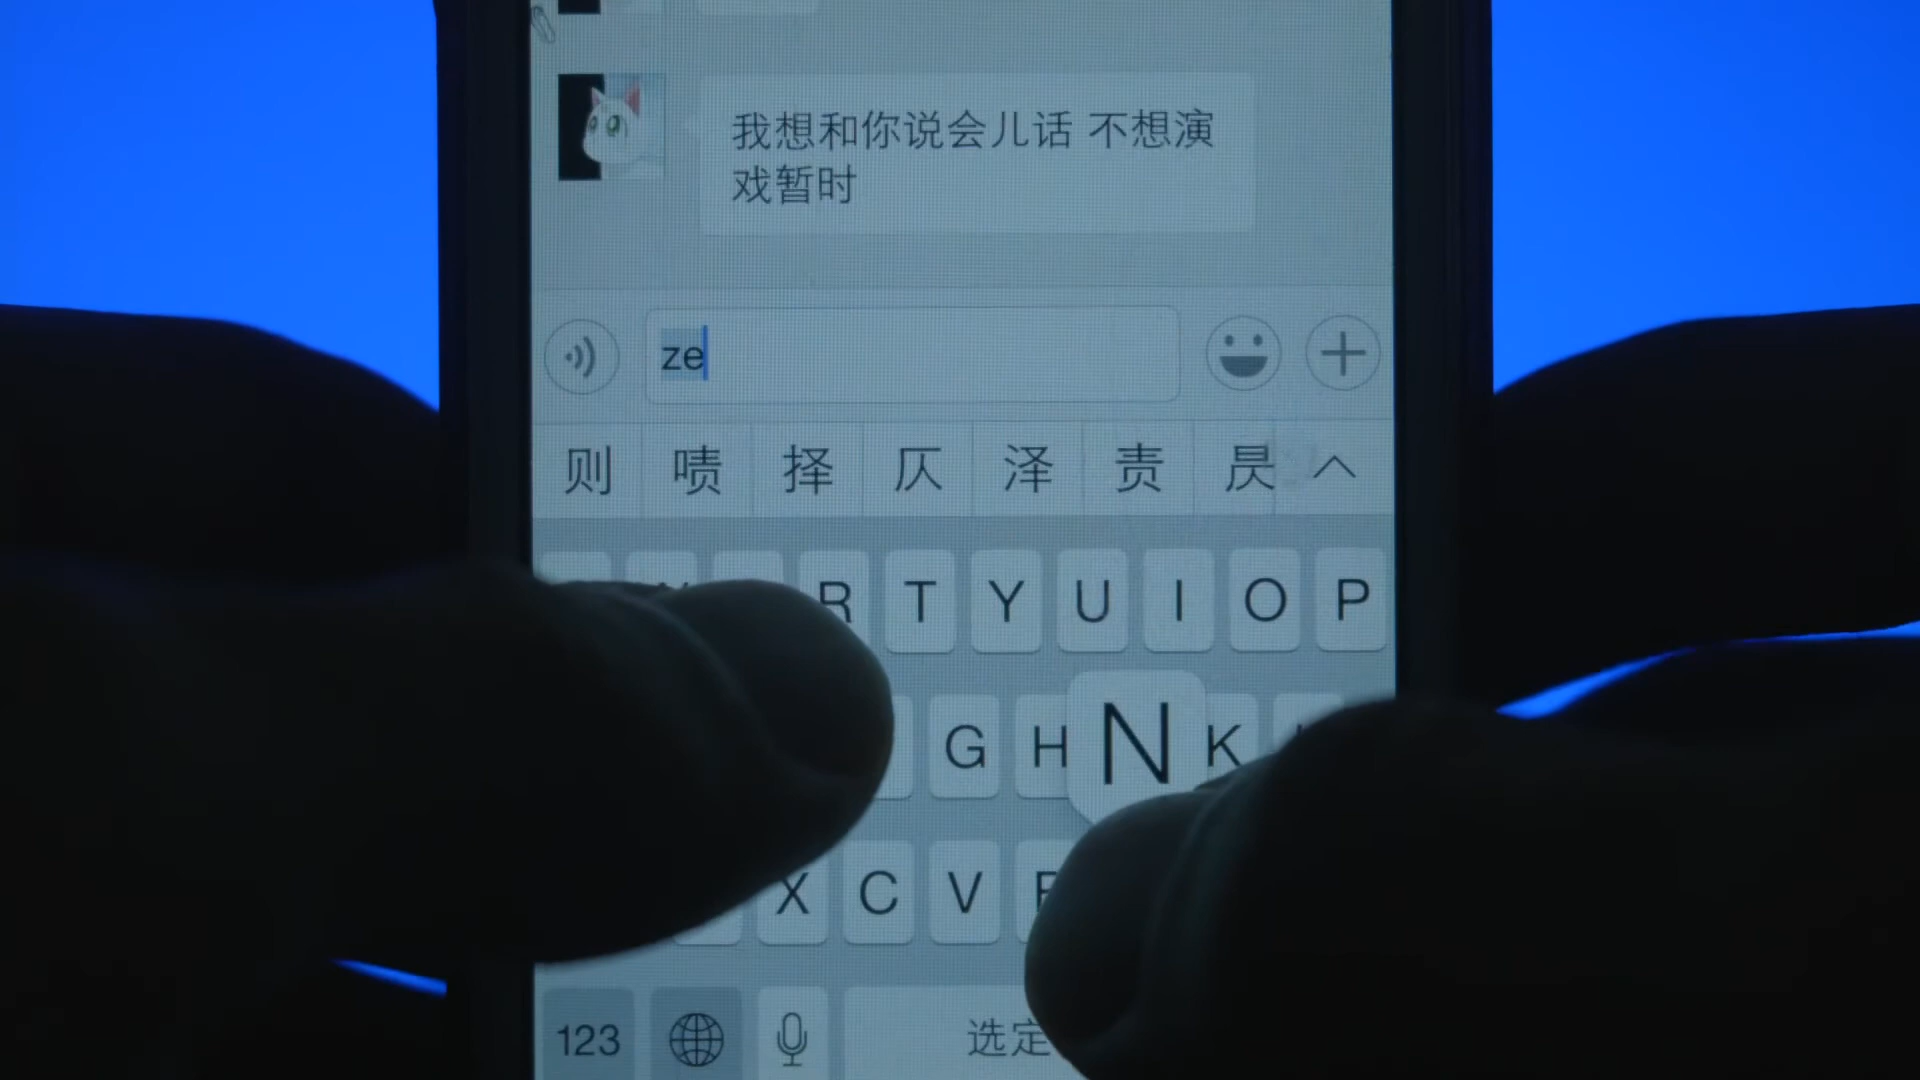 我想和你说会儿话 不想演
戏暂时
ze
则 啧 择 仄 泽 责 昃
R T Y U I O P
G H N K
X C V
123 选定